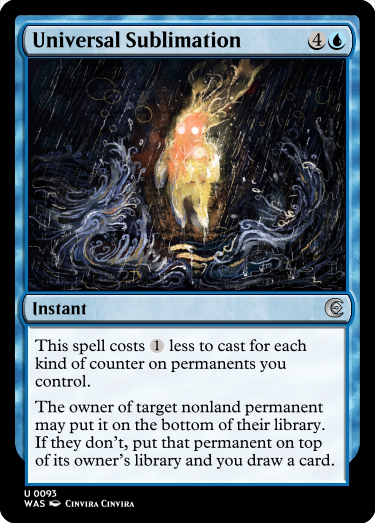 Universal Sublimation 4
Instant
This spell costs 1 less to cast for each
kind of counter on permanents you
control.
The owner of target nonland permanent
may put it on the bottom of their library.
If they don't, put that permanent on top
of its owner's library and you draw a card.
U 0093
WAS Cinvira Cinvira